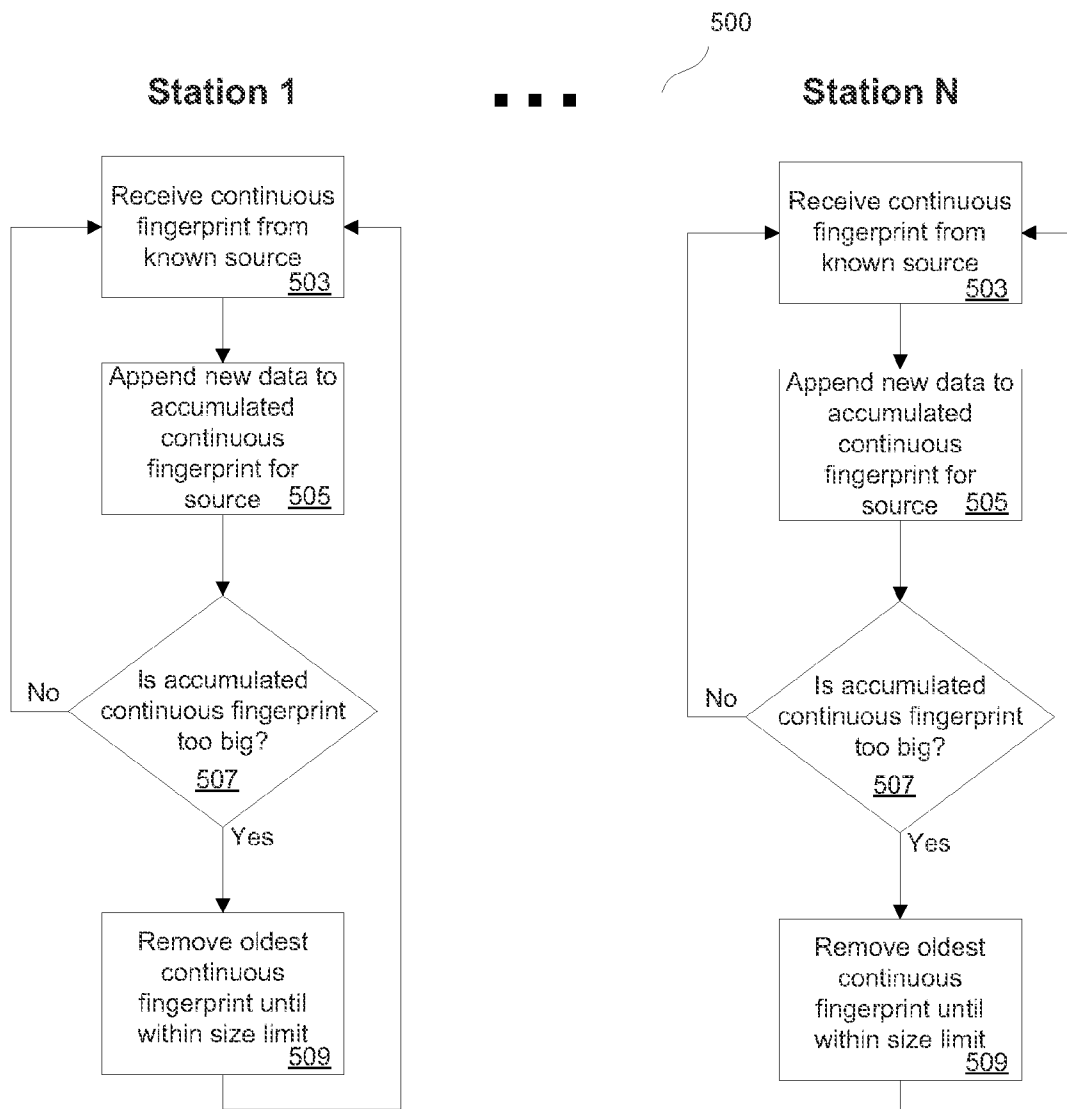 500
Station 1
Station N
Receive continuous
fingerprint from
known source
503
Append new data to
accumulated
continuous
fingerprint for
source
505
Is accumulated
continuous fingerprint
too big?
507
No
Yes
Remove oldest
continuous
fingerprint until
within size limit
509
Receive continuous
fingerprint from
known source
503
Append new data to
accumulated
continuous
fingerprint for
source
505
Is accumulated
continuous fingerprint
too big?
507
No
Yes
Remove oldest
continuous
fingerprint until
within size limit
509